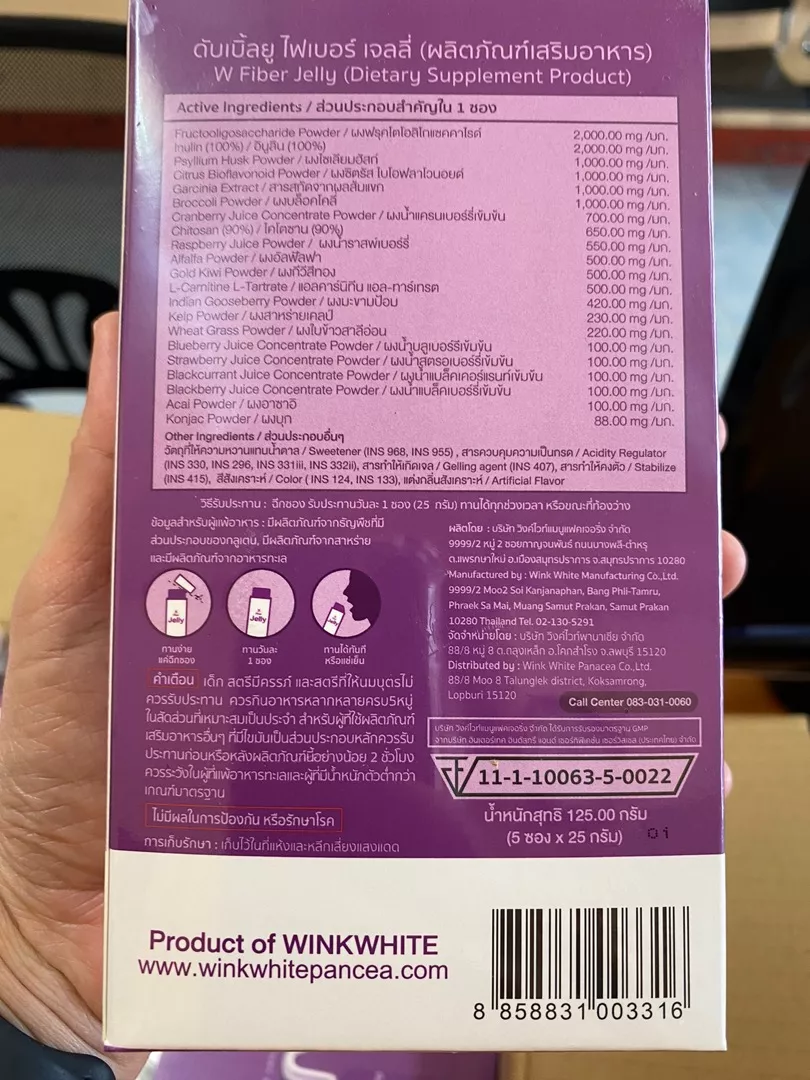 ดับเบิ้ลยู ไฟเบอร์ เจลลี่ (ผลิตภัณฑ์เสริมอาหาร)
W Fiber Jelly (Dietary Supplement Product)
Active Ingredients / ส่วนประกอบสำคัญใน 1 ซอง
Fructooligosaccharide Powder / ผงฟรุคโตโอลิโกแซคคาไรด์ 2,000.00 mg /มก.
Inulin (100%) / อินูลิน (100%) 2,000.00 mg /มก.
Psyllium Husk Powder / ผงไซเลียมฮัสก์ 1,000.00 mg /มก.
Citrus Bioflavonoid Powder / ผงซิตรัส ไบโอฟลาโวนอยด์ 1,000.00 mg /มก.
Garcinia Extract / สารสกัดจากผลส้มแขก 1,000.00 mg /มก.
Broccoli Powder / ผงบล็อคโคลี่ 1,000.00 mg /มก.
Cranberry Juice Concentrate Powder / ผงน้ำแครนเบอร์รี่เข้มข้น 700.00 mg /มก.
Chitosan (90%) / ไคโตซาน (90%) 650.00 mg /มก.
Raspberry Juice Powder / ผงน้ำราสพ์เบอร์รี่ 550.00 mg /มก.
Alfalfa Powder / ผงอัลฟัลฟา 500.00 mg /มก.
Gold Kiwi Powder / ผงกีวีสีทอง 500.00 mg /มก.
L-Carnitine L-Tartrate / แอลคาร์นิทีน แอล-ทาร์เทรต 500.00 mg /มก.
Indian Gooseberry Powder / ผงมะขามป้อม 420.00 mg /มก.
Kelp Powder / ผงสาหร่ายเคลป์ 230.00 mg /มก.
Wheat Grass Powder / ผงใบข้าวสาลีอ่อน 220.00 mg /มก.
Blueberry Juice Concentrate Powder / ผงน้ำบลูเบอร์รี่เข้มข้น 100.00 mg /มก.
Strawberry Juice Concentrate Powder / ผงน้ำสตรอเบอร์รี่เข้มข้น 100.00 mg /มก.
Blackcurrant Juice Concentrate Powder / ผงน้ำแบล็คเคอร์แรนท์เข้มข้น 100.00 mg /มก.
Blackberry Juice Concentrate Powder / ผงน้ำแบล็คเบอร์รี่เข้มข้น 100.00 mg /มก.
Acai Powder / ผงอาซาอิ 100.00 mg /มก.
Konjac Powder / ผงบุก 88.00 mg /มก.
Other Ingredients / ส่วนประกอบอื่นๆ
วัตถุที่ให้ความหวานแทนน้ำตาล / Sweetener (INS 968, INS 955) , สารควบคุมความเป็นกรด / Acidity Regulator
(INS 330, INS 296, INS 331iii, INS 332ii), สารทำให้เกิดเจล / Gelling agent (INS 407), สารทำให้คงตัว / Stabilize
(INS 415), สีสังเคราะห์ / Color ( INS 124, INS 133), แต่งกลิ่นสังเคราะห์ / Artificial Flavor
วิธีรับประทาน : ฉีกซอง รับประทานวันละ 1 ซอง (25 กรัม) ทานได้ทุกช่วงเวลา หรือขณะที่ท้องว่าง
ข้อมูลสำหรับผู้แพ้อาหาร : มีผลิตภัณฑ์จากธัญพืชที่มี
ส่วนประกอบของกลูเตน, มีผลิตภัณฑ์จากสาหร่าย
และมีผลิตภัณฑ์จากอาหารทะเล
Jelly
Jelly
Jelly
ทานง่าย
แค่ฉีกซอง
ทานวันละ
1 ซอง
ทานได้ทันที
หรือแช่เย็น
คำเตือน เด็ก สตรีมีครรภ์ และสตรีที่ให้นมบุตรไม่
ควรรับประทาน ควรกินอาหารหลากหลายครบ5หมู่
ในสัดส่วนที่เหมาะสมเป็นประจำ สำหรับผู้ที่ใช้ผลิตภัณฑ์
เสริมอาหารอื่นๆ ที่มีไขมันเป็นส่วนประกอบหลักควรรับ
ประทานก่อนหรือหลังผลิตภัณฑ์นี้อย่างน้อย 2 ชั่วโมง
ควรระวังในผู้ที่แพ้อาหารทะเลและผู้ที่มีน้ำหนักตัวต่ำกว่า
เกณฑ์มาตรฐาน
ไม่มีผลในการป้องกัน หรือรักษาโรค
การเก็บรักษา : เก็บไว้ในที่แห้งและหลีกเลี่ยงแสงแดด
ผลิตโดย : บริษัท วิงค์ไวท์แมนูแฟคเจอริ่ง จำกัด
9999/2 หมู่ 2 ซอยกาญจนพันธ์ ถนนบางพลี-ตำหรุ
ต.แพรกษาใหม่ อ.เมืองสมุทรปราการ จ.สมุทรปราการ 10280
Manufactured by : Wink White Manufacturing Co.,Ltd.
9999/2 Moo2 Soi Kanjanaphan, Bang Phli-Tamru,
Phraek Sa Mai, Muang Samut Prakan, Samut Prakan
10280 Thailand Tel. 02-130-5291
จัดจำหน่ายโดย : บริษัท วิงค์ไวท์พานาเซีย จำกัด
88/8 หมู่ 8 ต.ถลุงเหล็ก อ.โคกสำโรง จ.ลพบุรี 15120
Distributed by : Wink White Panacea Co.,Ltd.
88/8 Moo 8 Talunglek district, Koksamrong,
Lopburi 15120
Call Center 083-031-0060
บริษัท วิงค์ไวท์แมนูแฟคเจอริ่ง จำกัด ได้การรับรองมาตรฐาน GMP
จากบริษัท อินเตอร์เทค อินดัสทรี แอนด์ เซอร์ทิฟิเคชั่น เซอร์วิสเซส (ประเทศไทย) จำกัด
11-1-10063-5-0022
น้ำหนักสุทธิ 125.00 กรัม
(5 ซอง x 25 กรัม)
Product of WINKWHITE
www.winkwhitepancea.com
8 858831 003316